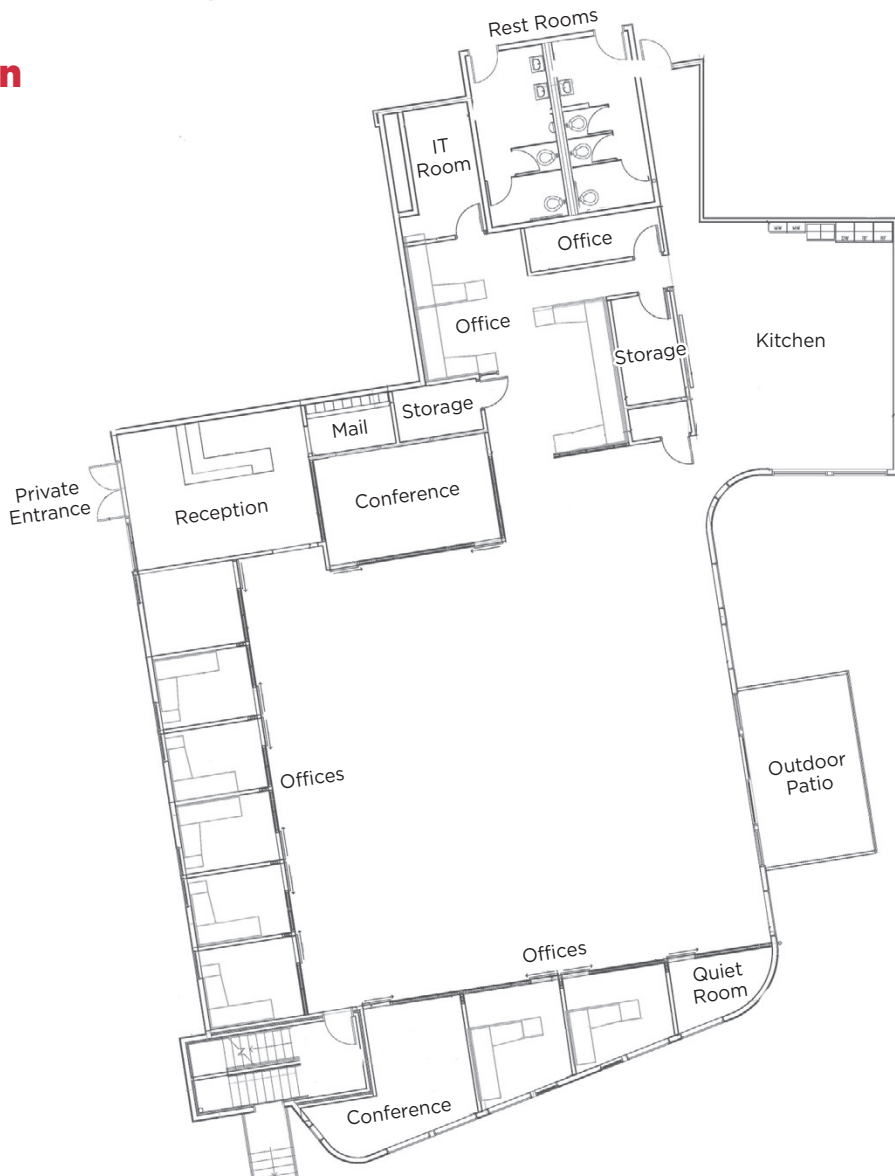 n
Rest Rooms
IT
Room
Office
Office
Storage
Kitchen
Storage
Mail
Conference
Private
Entrance
Reception
Offices
Outdoor
Patio
Offices
Quiet
Room
Conference